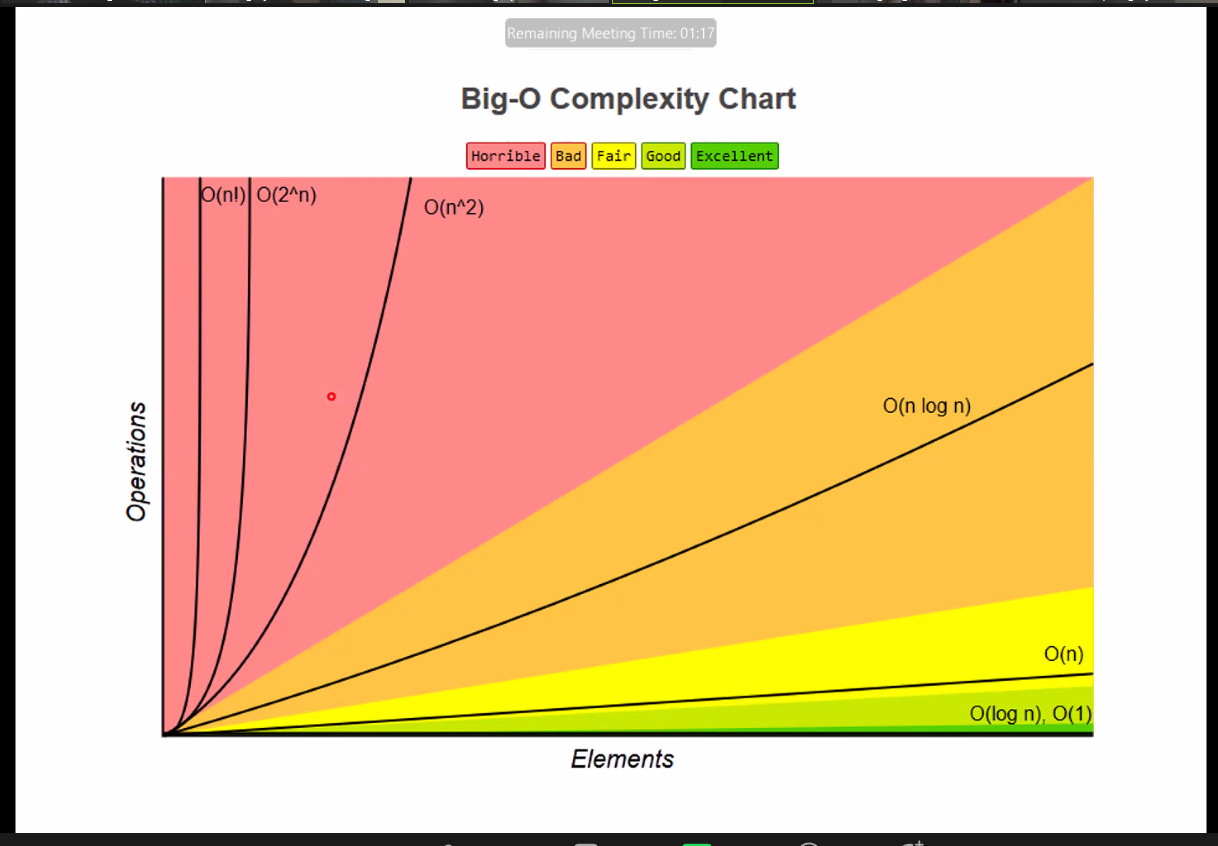 Remaining Meeting Time: 01:17
Big-O Complexity Chart
Horrible Bad Fair Good Excellent
O(n!) O(2^n)
O(n^2)
O(n log n)
Operations
O(n)
O(log n), O(1)
Elements